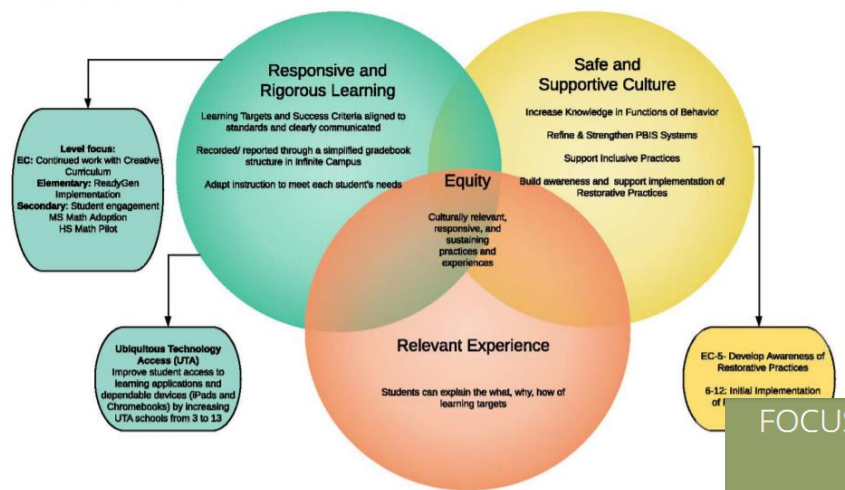 Responsive and
Rigorous Learning
Learning Targets and Success Criteria aligned to
standards and clearly communicated
Recorded/ reported through a simplified gradebook
structure in Infinite Campus
Adapt instruction to meet each student's needs
Safe and
Supportive Culture
Increase Knowledge in Functions of Behavior
Refine & Strengthen PBIS Systems
Support Inclusive Practices
Build awareness and support implementation of
Restorative Practices
Equity
Culturally relevant,
responsive, and
sustaining
practices and
experiences
Relevant Experience
Students can explain the what, why, how of
learning targets
Level focus:
EC: Continued work with Creative
Curriculum
Elementary: ReadyGen
Implementation
Secondary: Student engagement
MS Math Adoption
HS Math Pilot
Ubiquitous Technology
Access (UTA)
Improve student access to
learning applications and
dependable devices (iPads and
Chromebooks) by increasing
UTA schools from 3 to 13
EC-5- Develop Awareness of
Restorative Practices
6-12: Initial Implementation
of
FOCUS